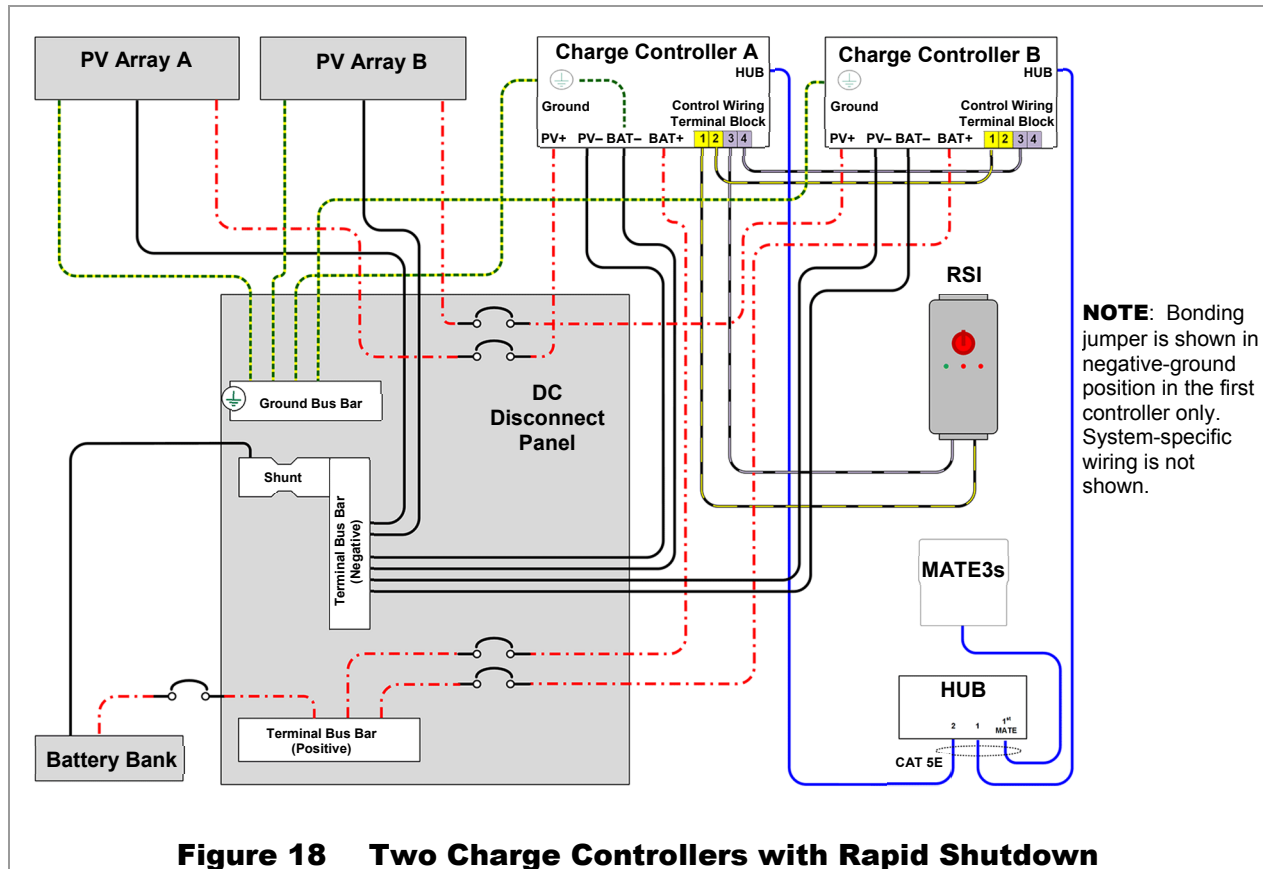 PV Array A
PV Array B
Charge Controller A
HUB
Ground
Control Wiring
Terminal Block
PV+ PV– BAT– BAT+ 1 2 3 4
Charge Controller B
HUB
Ground
Control Wiring
Terminal Block
PV+ PV– BAT– BAT+ 1 2 3 4
RSI
NOTE: Bonding
jumper is shown in
negative-ground
position in the first
controller only.
System-specific
wiring is not
shown.
Ground Bus Bar
DC
Disconnect
Panel
Shunt
Terminal Bus Bar
(Negative)
MATE3s
HUB
2 1 1st
MATE
CAT 5E
Terminal Bus Bar
(Positive)
Battery Bank
Figure 18 Two Charge Controllers with Rapid Shutdown